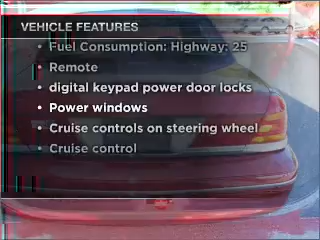 VEHICLE FEATURES
• Fuel Consumption: Highway: 25
• Remote
• digital keypad power door locks
• Power windows
• Cruise controls on steering wheel
• Cruise control